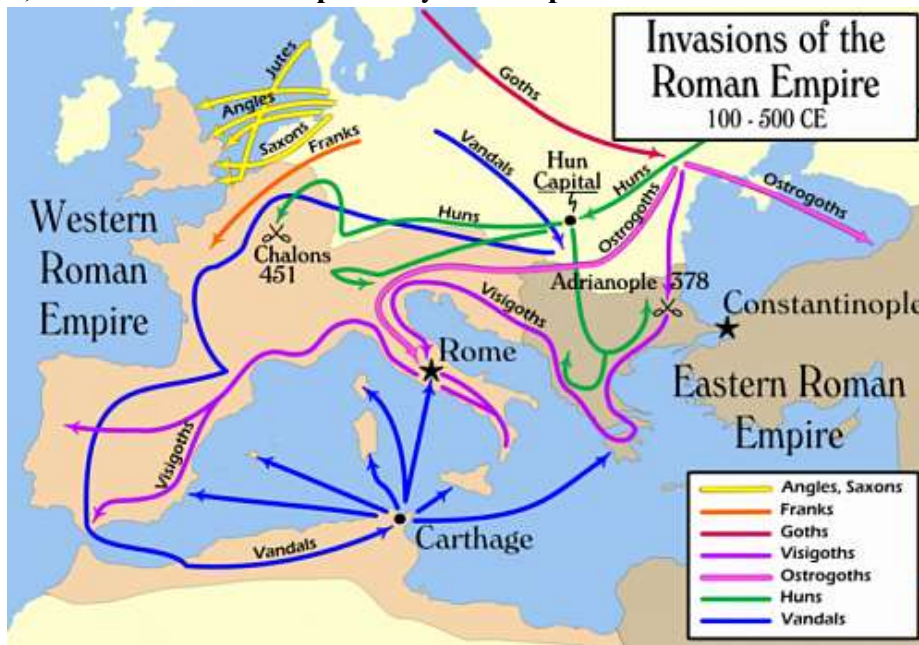 Invasions of the
Roman Empire
100 - 500 CE
Jutes
Angles
Saxons
Franks
Goths
Vandals
Hun
Capital
Huns
Ostrogoths
Ostrogoths
Huns
Western
Roman
Empire
Chalons
451
Adrianople 378
Visigoths
Constantinople
Rome
Eastern Roman
Empire
Visigoths
Carthage
Vandals
Angles, Saxons
Franks
Goths
Visigoths
Ostrogoths
Huns
Vandals